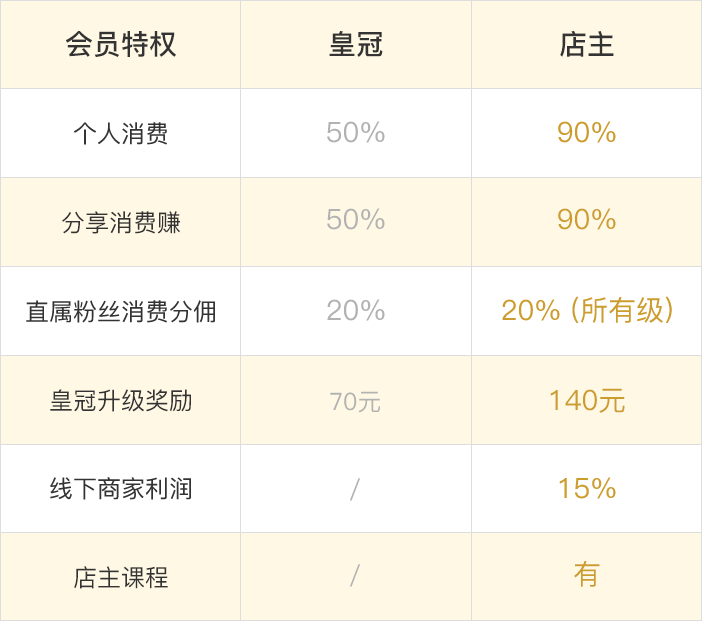 会员特权 皇冠 店主
个人消费 50% 90%
分享消费赚 50% 90%
直属粉丝消费分佣 20% 20%（所有级）
皇冠升级奖励 70元 140元
线下商家利润 / 15%
店主课程 / 有